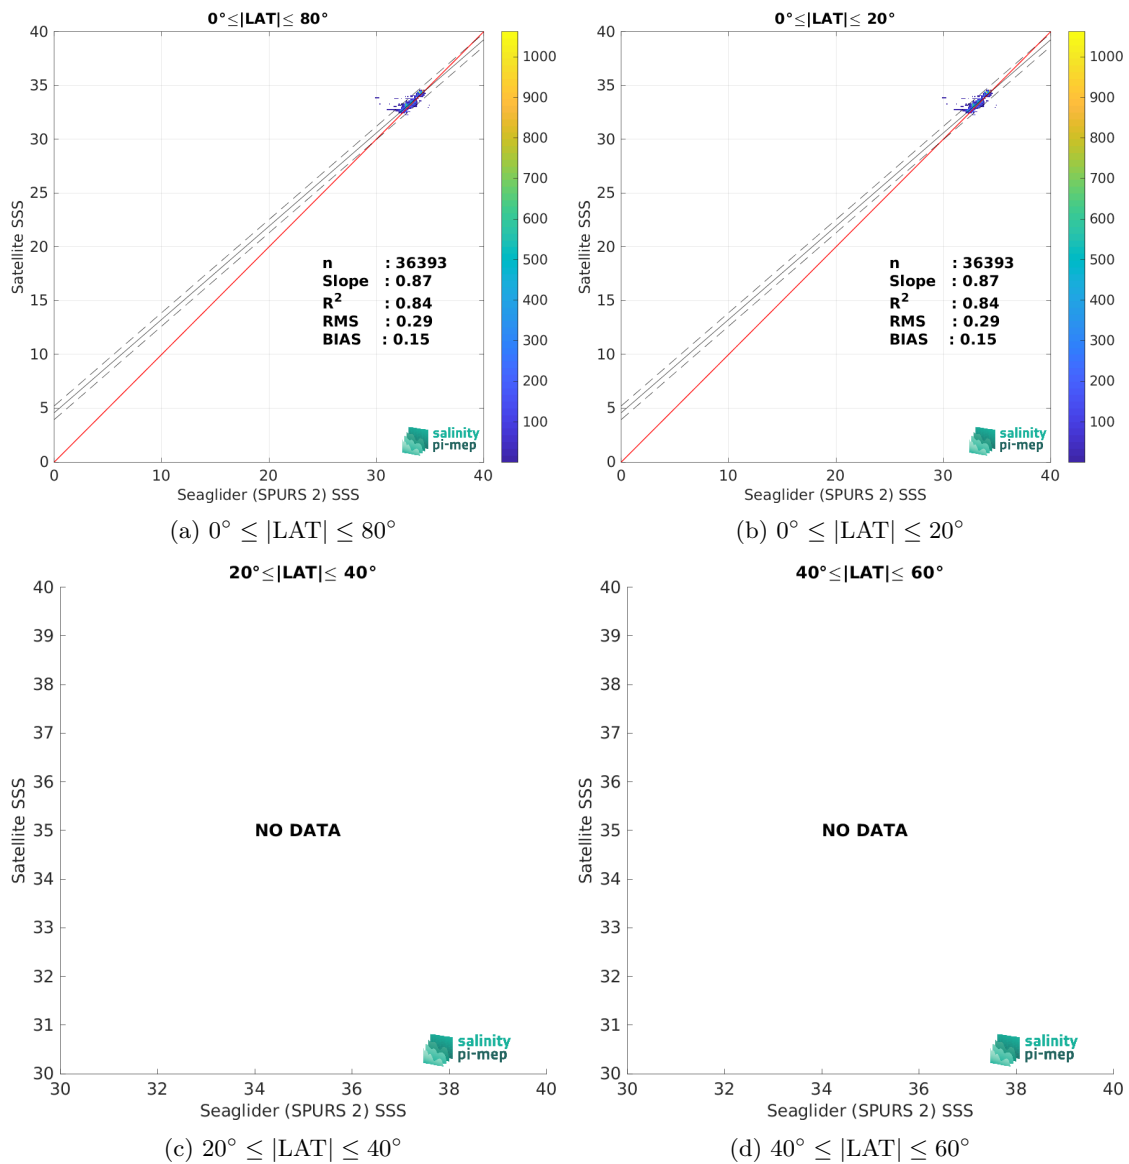 0°≤|LAT|≤ 80°
40
35
30
25
20
15
10
5
0
Satellite SSS
n : 36393
Slope : 0.87
R² : 0.84
RMS : 0.29
BIAS : 0.15
salinity
pi-mep
0 10 20 30 40
Seaglider (SPURS 2) SSS
1000
900
800
700
600
500
400
300
200
100
(a) 0° ≤ |LAT| ≤ 80°
0°≤|LAT|≤ 20°
40
35
30
25
20
15
10
5
0
Satellite SSS
n : 36393
Slope : 0.87
R² : 0.84
RMS : 0.29
BIAS : 0.15
salinity
pi-mep
0 10 20 30 40
Seaglider (SPURS 2) SSS
1000
900
800
700
600
500
400
300
200
100
(b) 0° ≤ |LAT| ≤ 20°
20°≤|LAT|≤ 40°
40
39
38
37
36
35
34
33
32
31
30
Satellite SSS
NO DATA
salinity
pi-mep
30 32 34 36 38 40
Seaglider (SPURS 2) SSS
(c) 20° ≤ |LAT| ≤ 40°
40°≤|LAT|≤ 60°
40
39
38
37
36
35
34
33
32
31
30
Satellite SSS
NO DATA
salinity
pi-mep
30 32 34 36 38 40
Seaglider (SPURS 2) SSS
(d) 40° ≤ |LAT| ≤ 60°